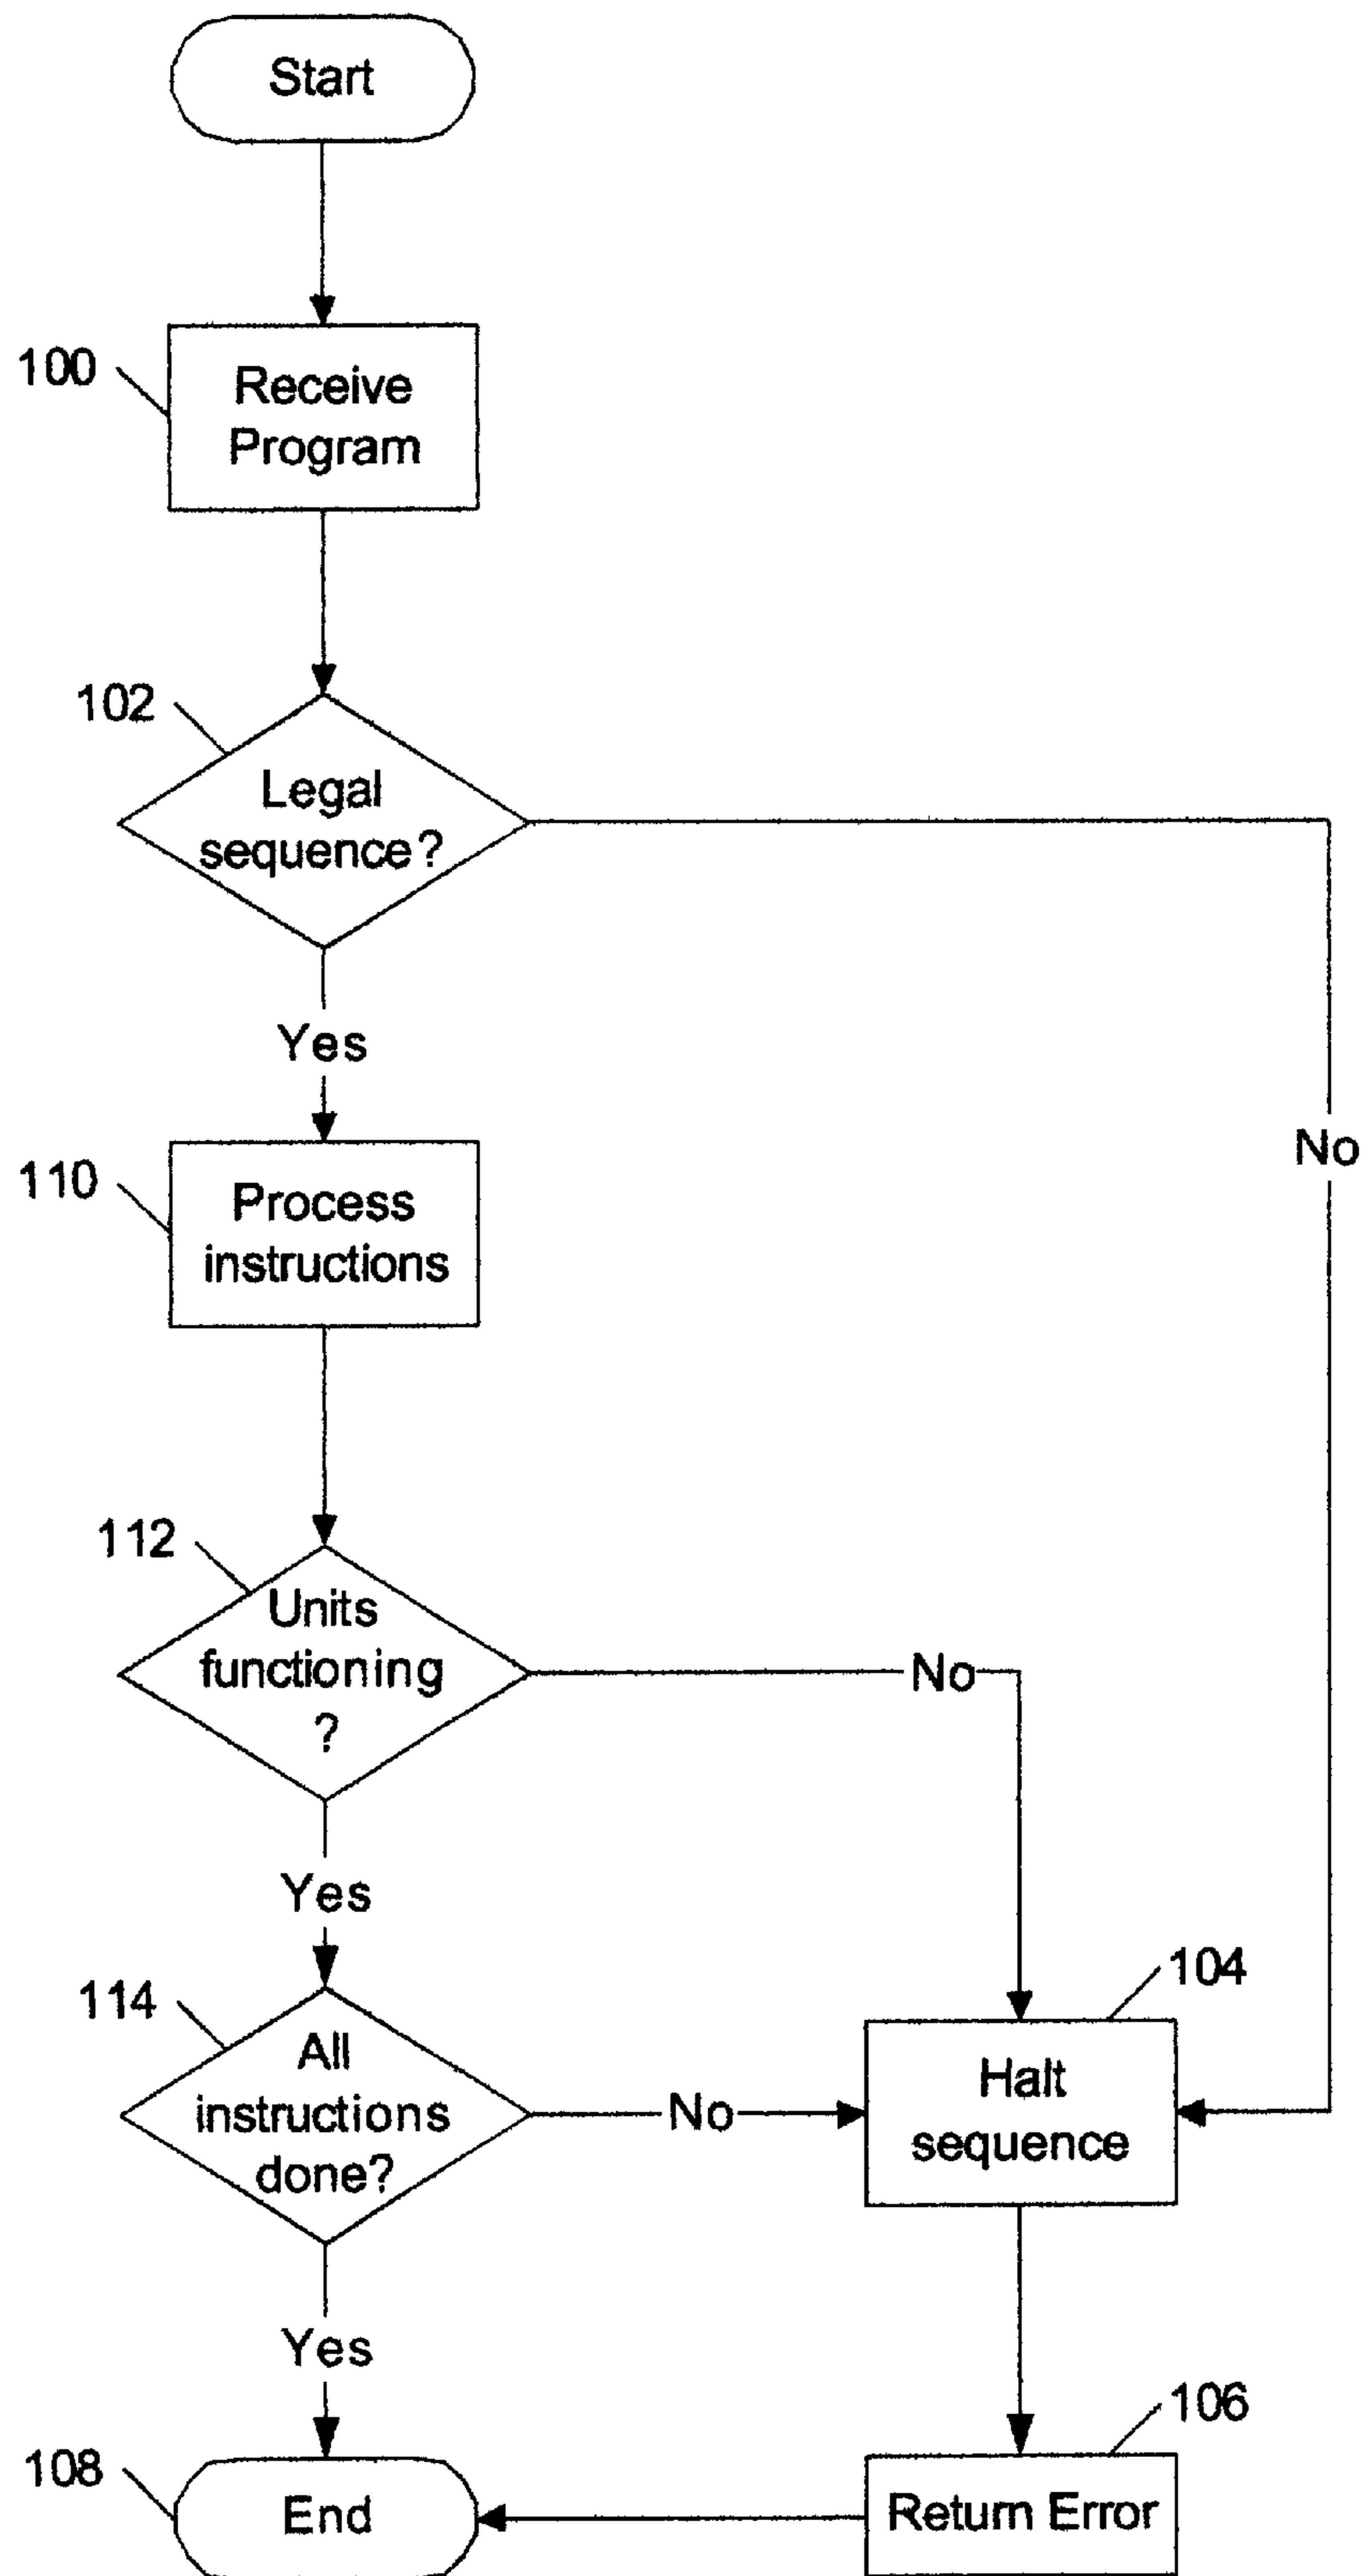 Start
100
Receive
Program
102
Legal
sequence?
Yes
No
110
Process
instructions
112
Units
functioning
?
No
Yes
114
All
instructions
done?
No
104
Halt
sequence
Yes
106
Return Error
108
End